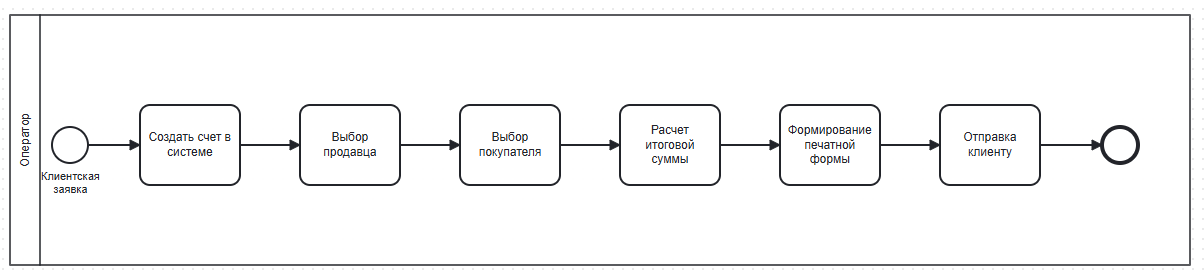 Оператор
Клиентская
заявка
Создать счет в
системе
Выбор
продавца
Выбор
покупателя
Расчет
итоговой
суммы
Формирование
печатной
формы
Отправка
клиенту